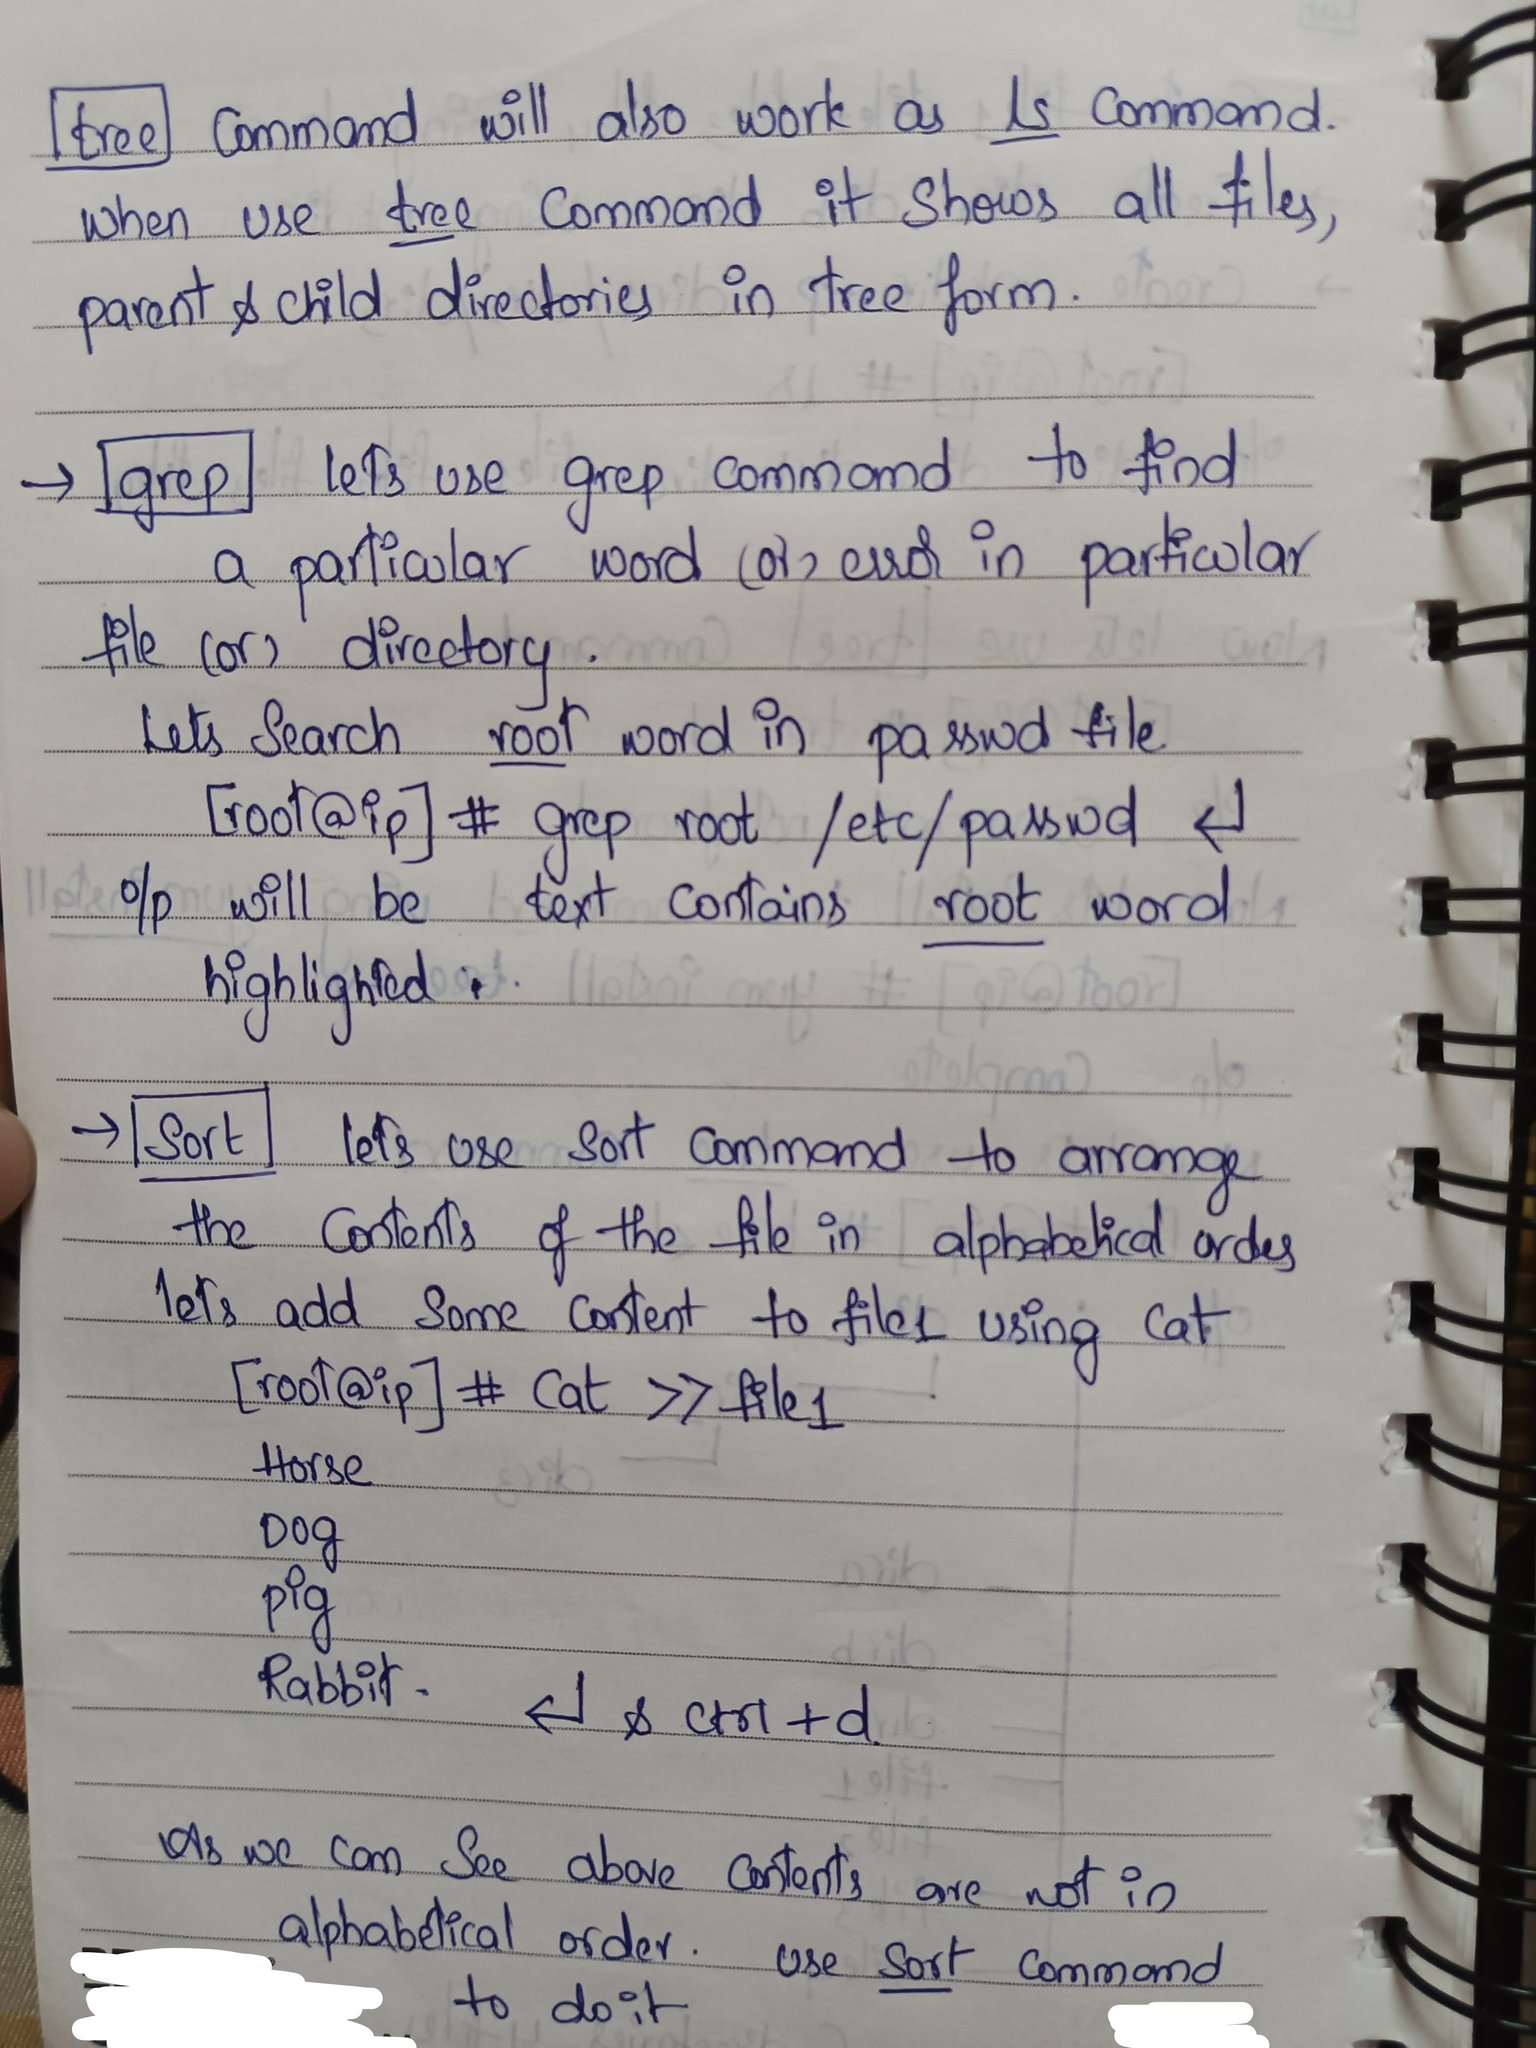 tree Command will also work as ls Command.
when use tree Command it shows all files,
parent & child directories in tree form.
→ grep lets use grep command to find
a particular word (or) error in particular
file (or) directory.
Lets Search root word in passwd file
[root@ip] # grep root /etc/passwd ↵
o/p will be text contains root word
highlighted.
→ Sort lets use Sort Command to arrange
the Contents of the file in alphabetical order
lets add Some Content to file1 using Cat
[root@ip] # Cat >> file1
Horse
Dog
Pig
Rabbit.
↵ & Ctrl + d.
As we can See above Contents are not in
alphabetical order. use Sort Command
to do it